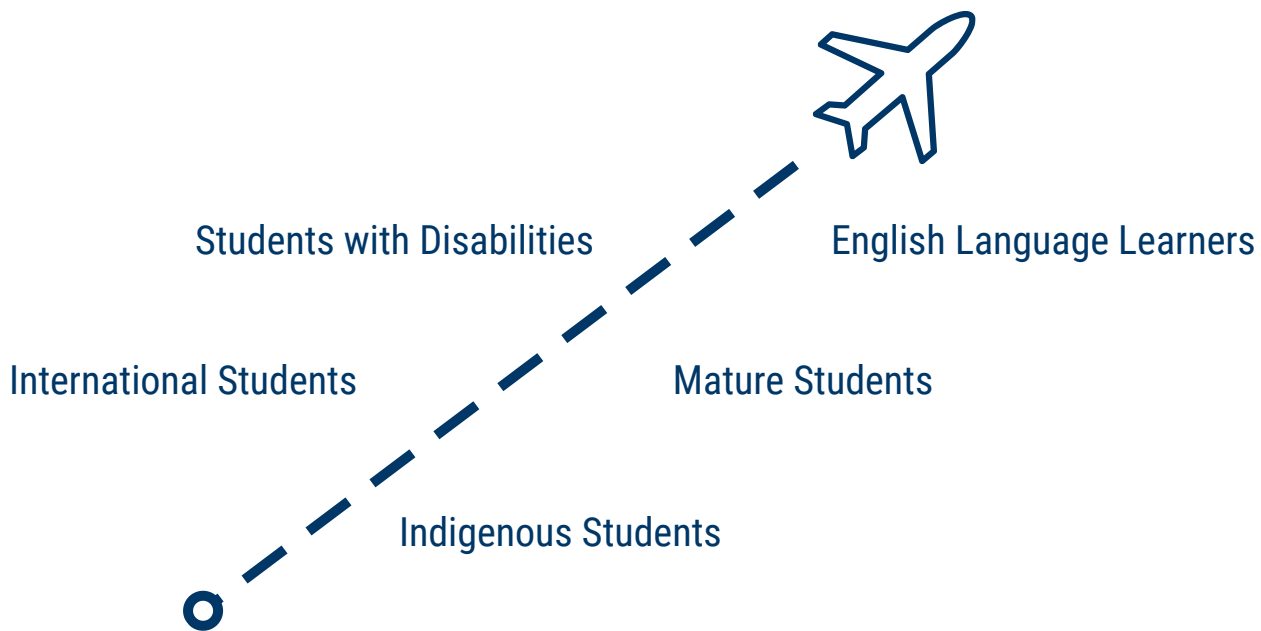 Students with Disabilities
English Language Learners
International Students
Mature Students
Indigenous Students